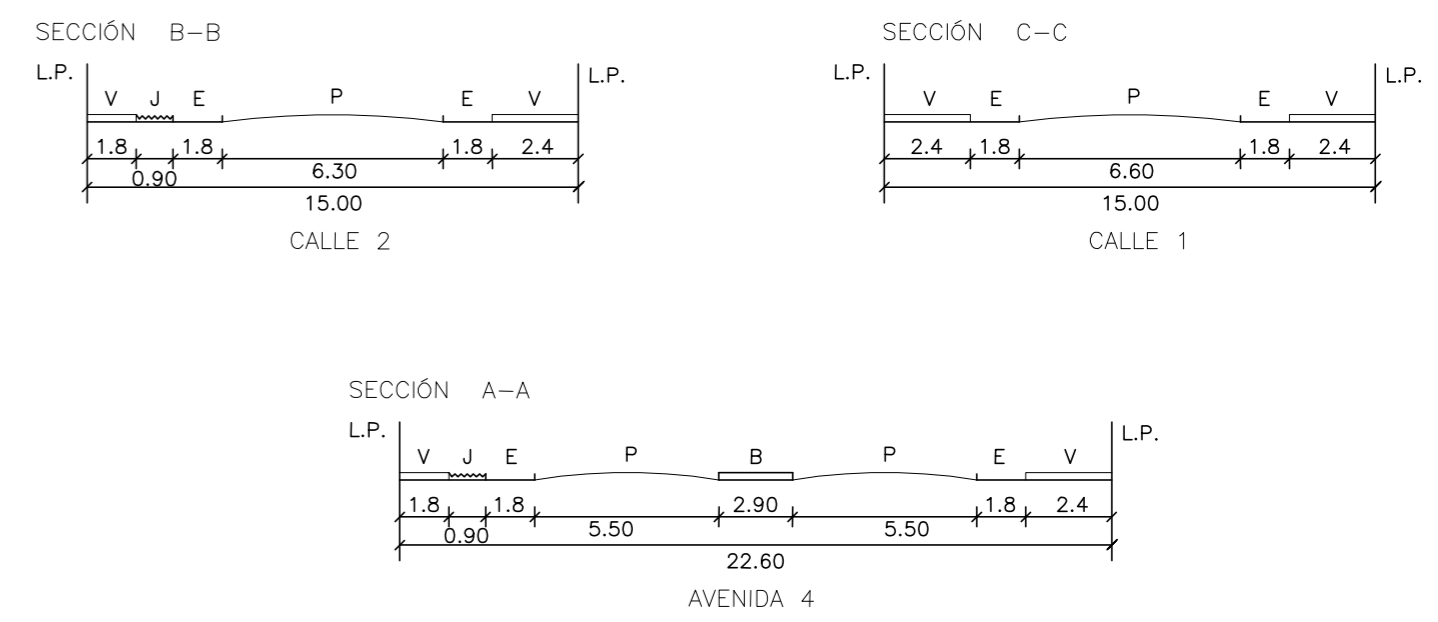 SECCIÓN B-B
L.P. L.P.
V J E P E V
1.8 1.8 1.8 2.4
0.90 6.30
15.00
CALLE 2
SECCIÓN C-C
L.P. L.P.
V E P E V
2.4 1.8 1.8 2.4
6.60
15.00
CALLE 1
SECCIÓN A-A
L.P. L.P.
V J E P B P E V
1.8 1.8 2.90 1.8 2.4
0.90 5.50 5.50
22.60
AVENIDA 4